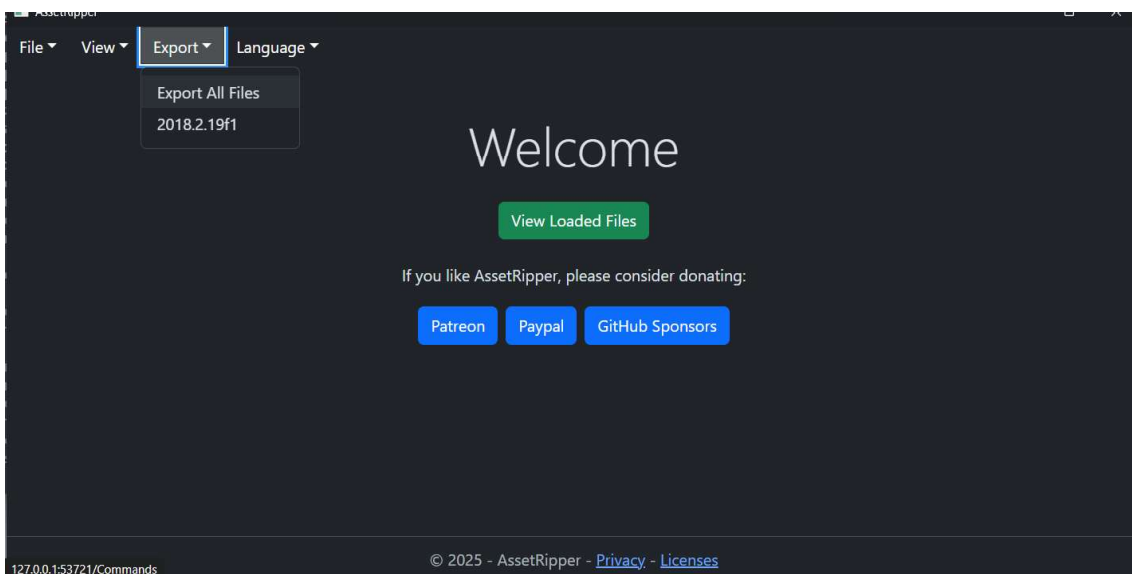 AssetRipper
File View Export Language
Export All Files
2018.2.19f1
Welcome
View Loaded Files
If you like AssetRipper, please consider donating:
Patreon Paypal GitHub Sponsors
© 2025 - AssetRipper - Privacy - Licenses
127.0.0.1:53721/Commands